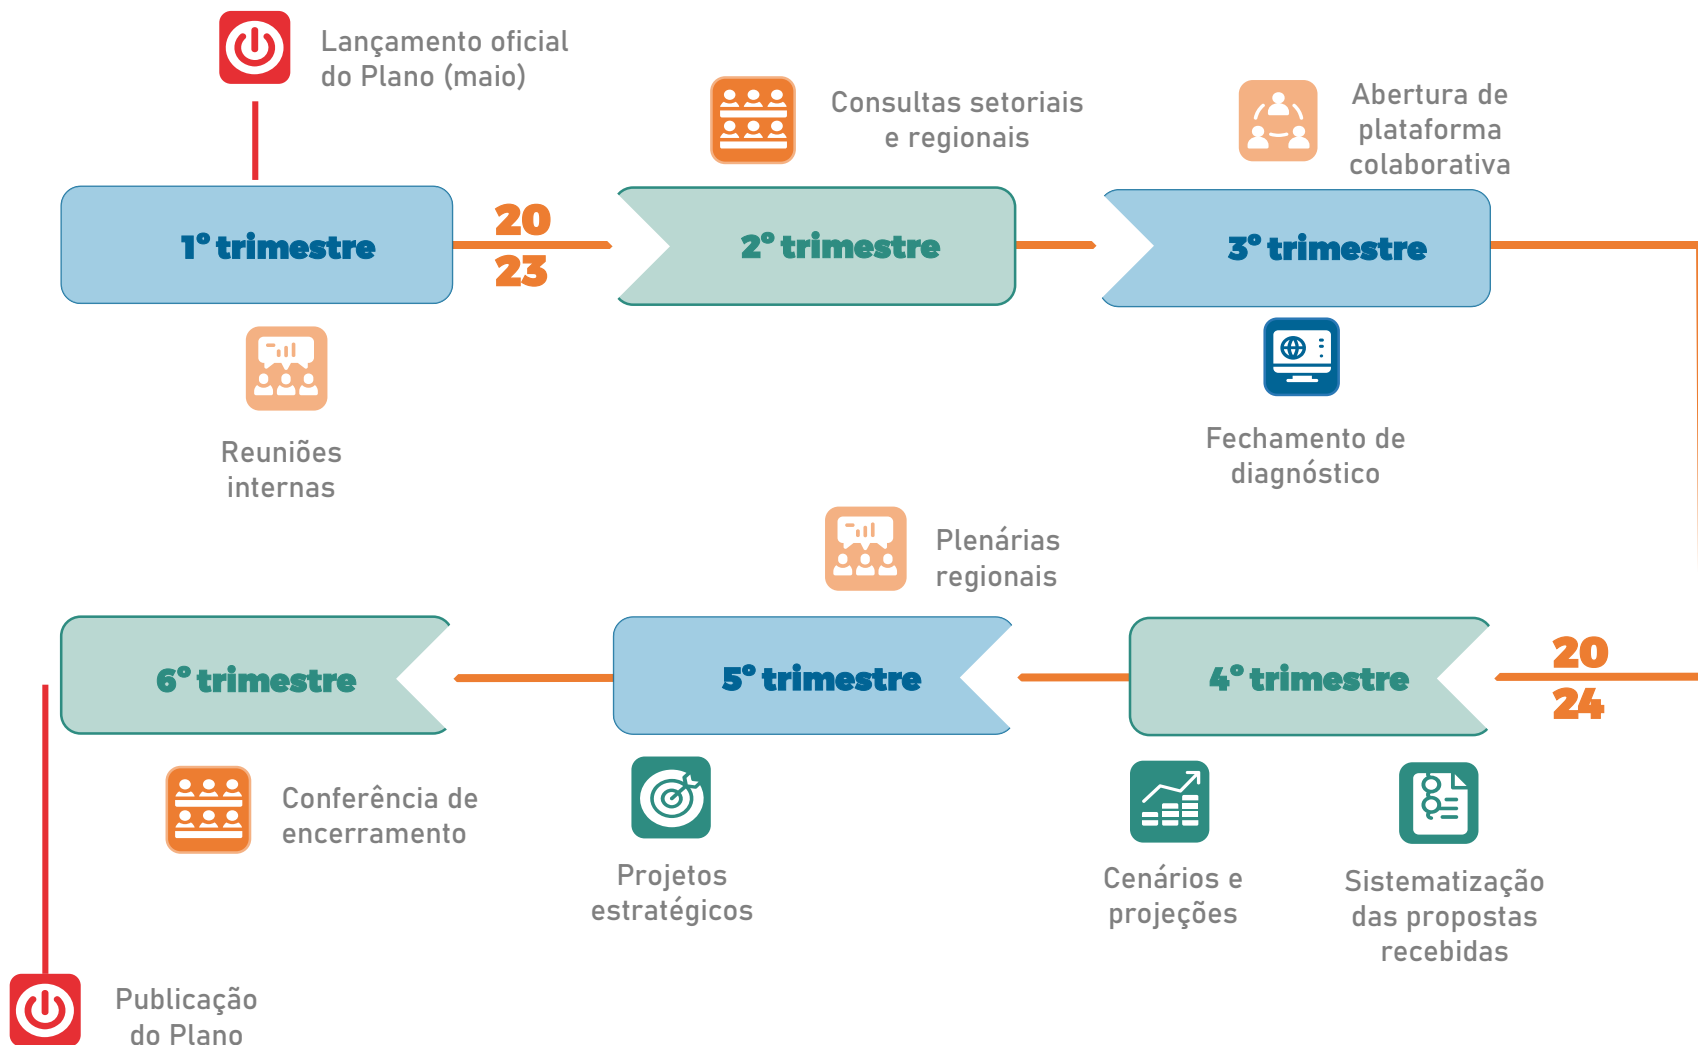 Lançamento oficial
do Plano (maio)
Consultas setoriais
e regionais
Abertura de
plataforma
colaborativa
1º trimestre
20
23
2º trimestre
3º trimestre
Reuniões
internas
Fechamento de
diagnóstico
Plenárias
regionais
6º trimestre
5º trimestre
4º trimestre
20
24
Conferência de
encerramento
Projetos
estratégicos
Cenários e
projeções
Sistematização
das propostas
recebidas
Publicação
do Plano